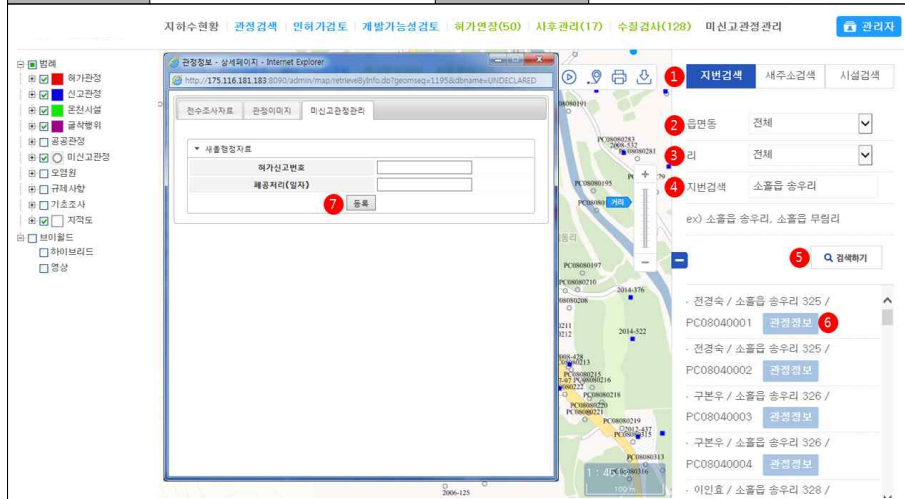 지하수현황 관정검색 인허가검토 개발가능성검토 허가연장(50) 사후관리(17) 수질검사(128) 미신고관정관리 관리자
범례
허가관정
신고관정
온천시설
굴착행위
공공관정
미신고관정
오염원
규제사항
기초조사
지적도
브이월드
하이브리드
영상
관정정보 - 상세페이지 - Internet Explorer
http://175.116.181.183:8090/admin/map/retrieveByInfo.do?geomseq=1195&dbname=UNDECLARED
전수조사자료 관정이미지 미신고관정관리
▼ 새올행정자료
허가신고번호
폐공처리(일자)
7 등록
PC08080283
2008-532
PC08080195
거리
PC08080197
PC08080210
2014-376
2014-522
PC08080215
PC08080216
PC08080218
PC08080220
PC08080219
PC08080313
2006-125
100m
1 지번검색 새주소검색 시설검색
2 읍면동 전체
3 리 전체
4 지번검색 소흘읍 송우리
ex) 소흘읍 송우리, 소흘읍 무림리
5 검색하기
· 전경숙 / 소흘읍 송우리 325 /
PC08040001 관정정보 6
· 전경숙 / 소흘읍 송우리 325 /
PC08040002 관정정보
· 구본우 / 소흘읍 송우리 326 /
PC08040003 관정정보
· 구본우 / 소흘읍 송우리 326 /
PC08040004 관정정보
· 이인효 / 소흘읍 송우리 328 /